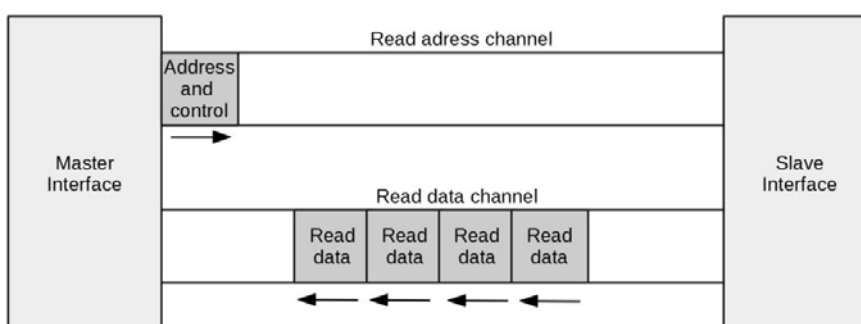 Read adress channel
Address
and
control
Master
Interface
Slave
Interface
Read data channel
Read
data
Read
data
Read
data
Read
data